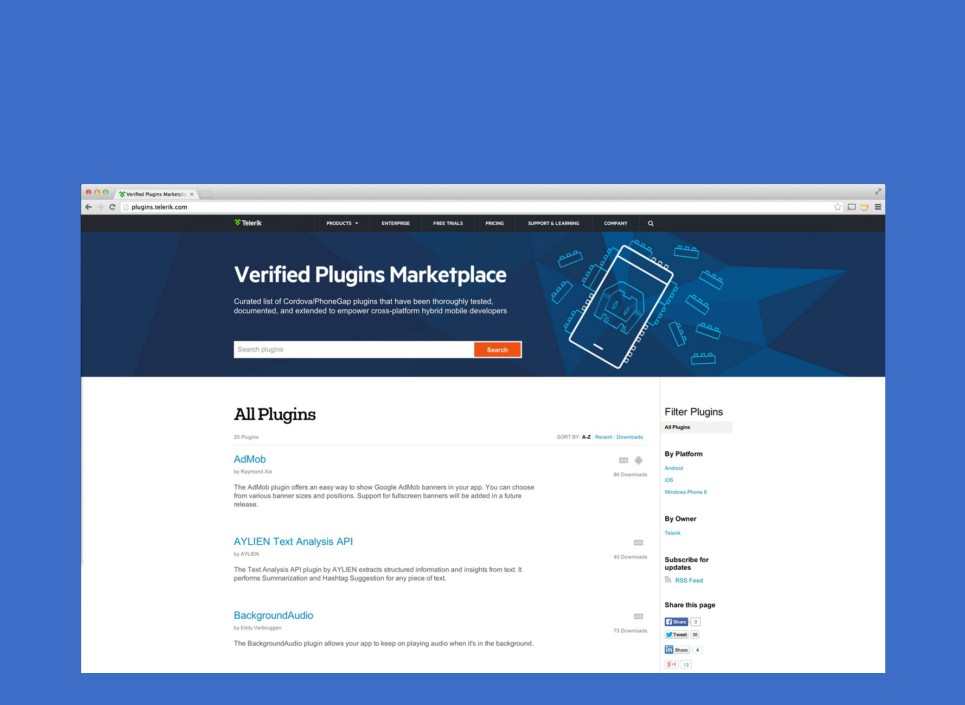 Verified Plugins Marketpl
plugins.telerik.com
Telerik
PRODUCTS
ENTERPRISE
FREE TRIALS
PRICING
SUPPORT & LEARNING
COMPANY
Verified Plugins Marketplace
Curated list of Cordova/PhoneGap plugins that have been thoroughly tested,
documented, and extended to empower cross-platform hybrid mobile developers
Search plugins
Search
All Plugins
20 Plugins
SORT BY: A-Z Recent Downloads
AdMob
by Raymond Xie
86 Downloads
The AdMob plugin offers an easy way to show Google AdMob banners in your app. You can choose
from various banner sizes and positions. Support for fullscreen banners will be added in a future
release.
AYLIEN Text Analysis API
by AYLIEN
40 Downloads
The Text Analysis API plugin by AYLIEN extracts structured information and insights from text. It
performs Summarization and Hashtag Suggestion for any piece of text.
BackgroundAudio
by Eddy Verbruggen
75 Downloads
The BackgroundAudio plugin allows your app to keep on playing audio when it's in the background.
Filter Plugins
All Plugins
By Platform
Android
iOS
Windows Phone 8
By Owner
Telerik
Subscribe for
updates
RSS Feed
Share this page
Share 3
Tweet 36
in Share 4
+1 13